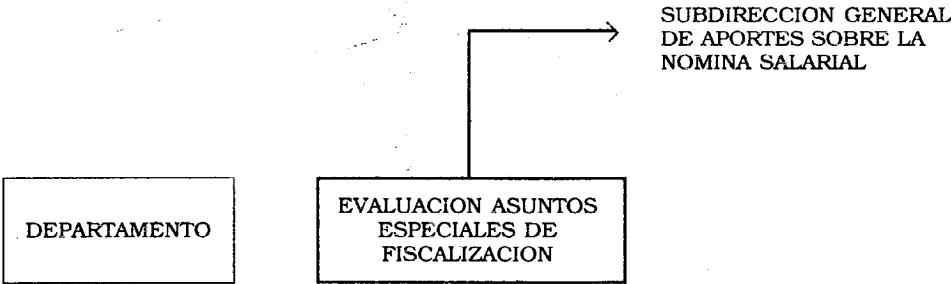 SUBDIRECCION GENERAL
DE APORTES SOBRE LA
NOMINA SALARIAL
DEPARTAMENTO
EVALUACION ASUNTOS
ESPECIALES DE
FISCALIZACION